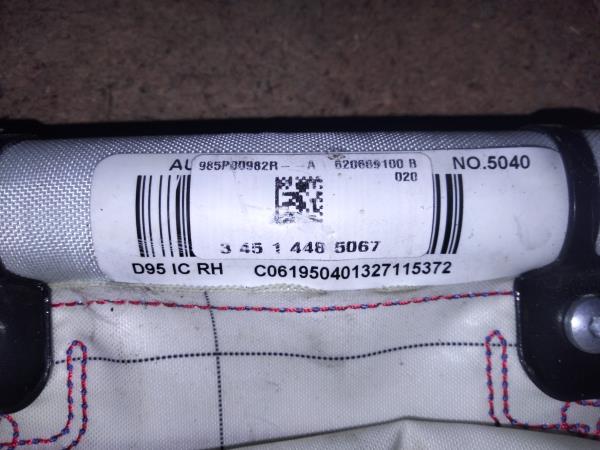 AU
985P00982R-  -A 620669100 B
020
NO.5040
3 45 1 448 5067
D95 IC RH C061950401327115372